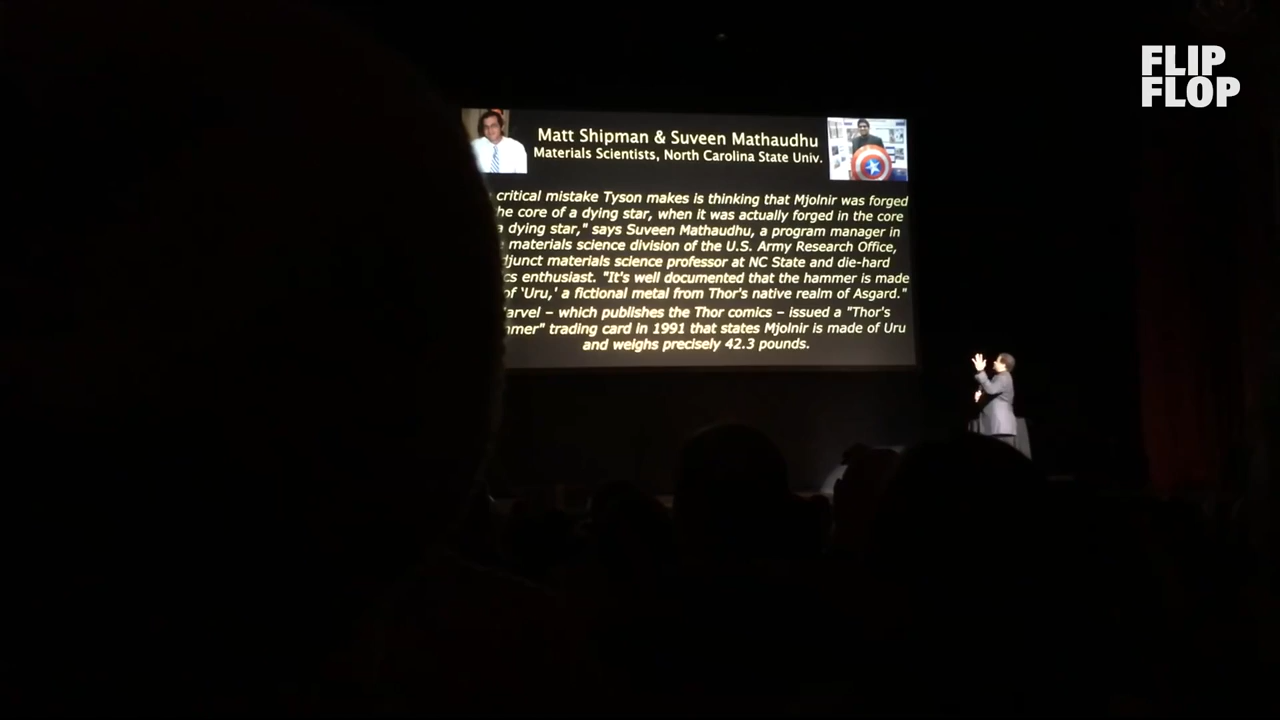 FLIP
FLOP
Matt Shipman & Suveen Mathaudhu
Materials Scientists, North Carolina State Univ.
critical mistake Tyson makes is thinking that Mjolnir was forged
core of a dying star, when it was actually forged in the core
a dying star," says Suveen Mathaudhu, a program manager in
materials science division of the U.S. Army Research Office,
materials science professor at NC State and die-hard
enthusiast. "It's well documented that the hammer is made
of 'Uru,' a fictional metal from Thor's native realm of Asgard."
– which publishes the Thor comics – issued a "Thor's
trading card in 1991 that states Mjolnir is made of Uru
and weighs precisely 42.3 pounds.